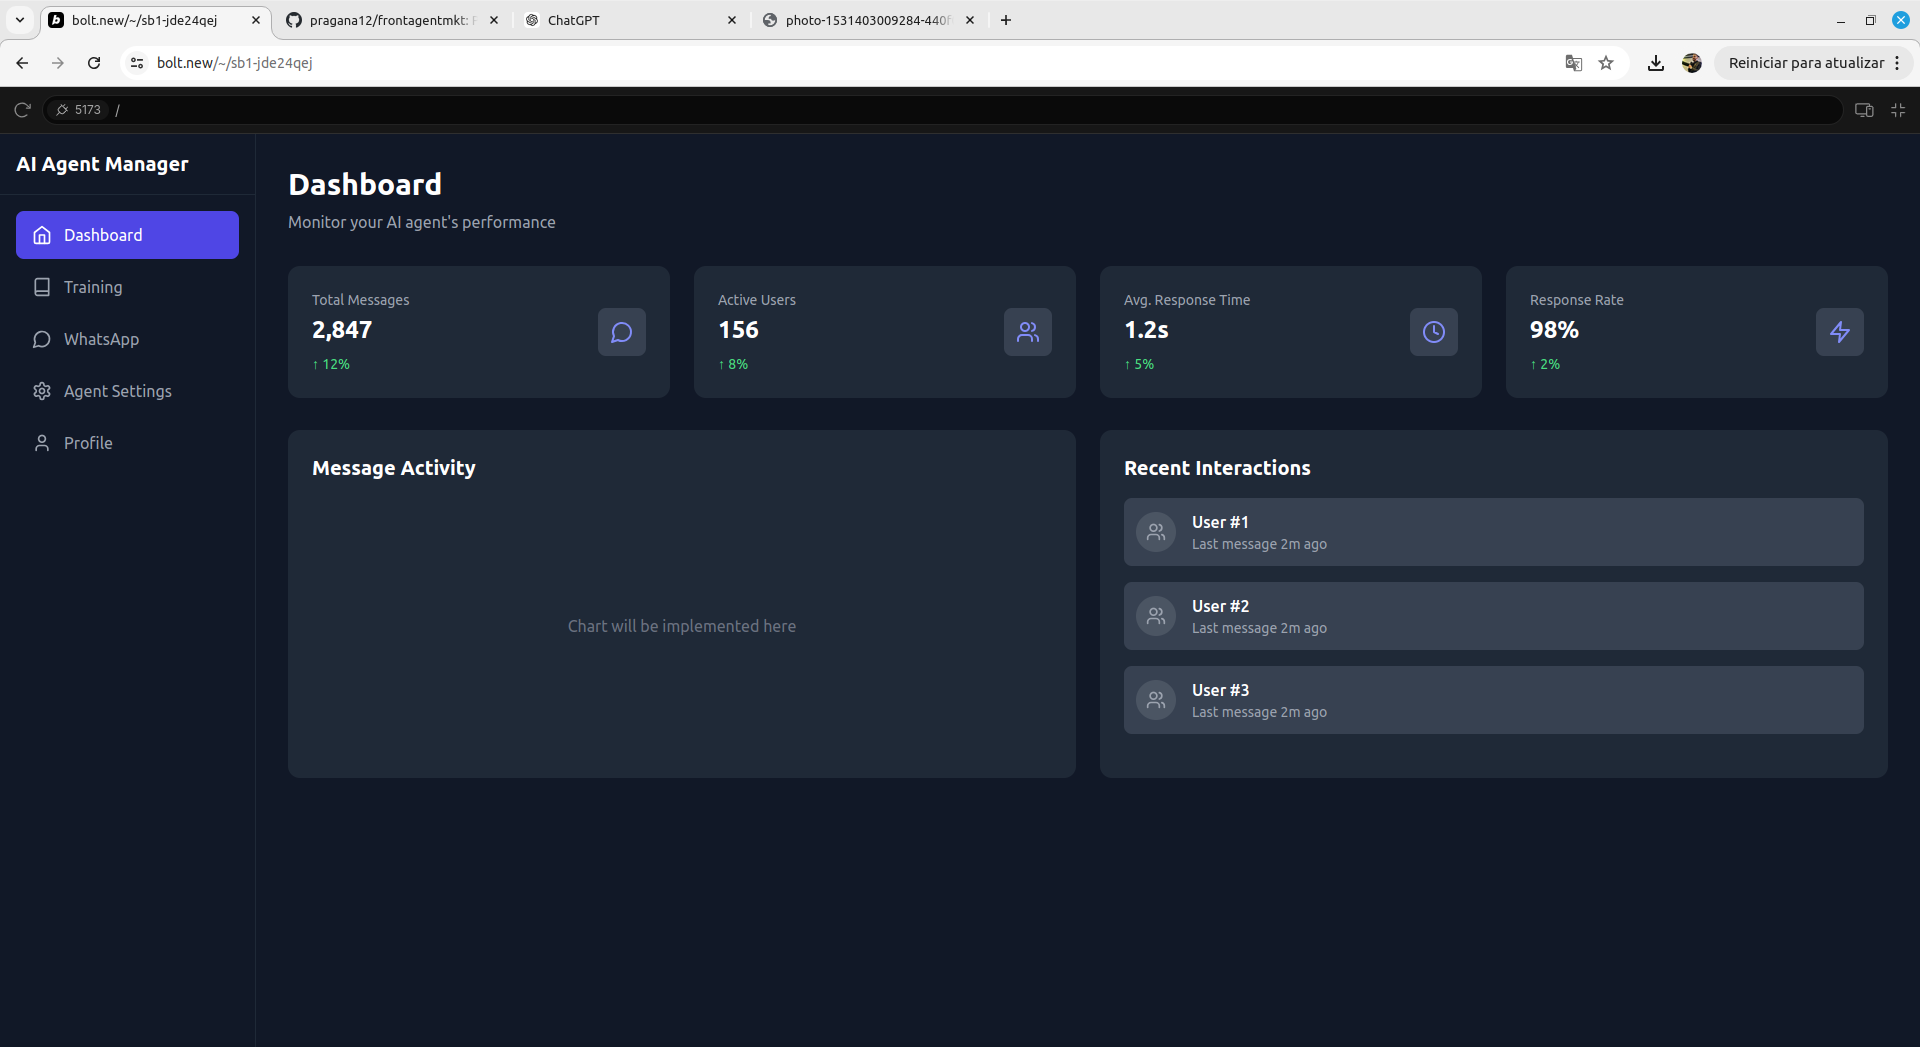 bolt.new/~/sb1-jde24qej
pragana12/frontagentmkt:
ChatGPT
photo-1531403009284-440f
bolt.new/~/sb1-jde24qej
Reiniciar para atualizar
5173
/
AI Agent Manager
Dashboard
Training
WhatsApp
Agent Settings
Profile
Dashboard
Monitor your AI agent's performance
Total Messages
2,847
↑ 12%
Active Users
156
↑ 8%
Avg. Response Time
1.2s
↑ 5%
Response Rate
98%
↑ 2%
Message Activity
Chart will be implemented here
Recent Interactions
User #1
Last message 2m ago
User #2
Last message 2m ago
User #3
Last message 2m ago